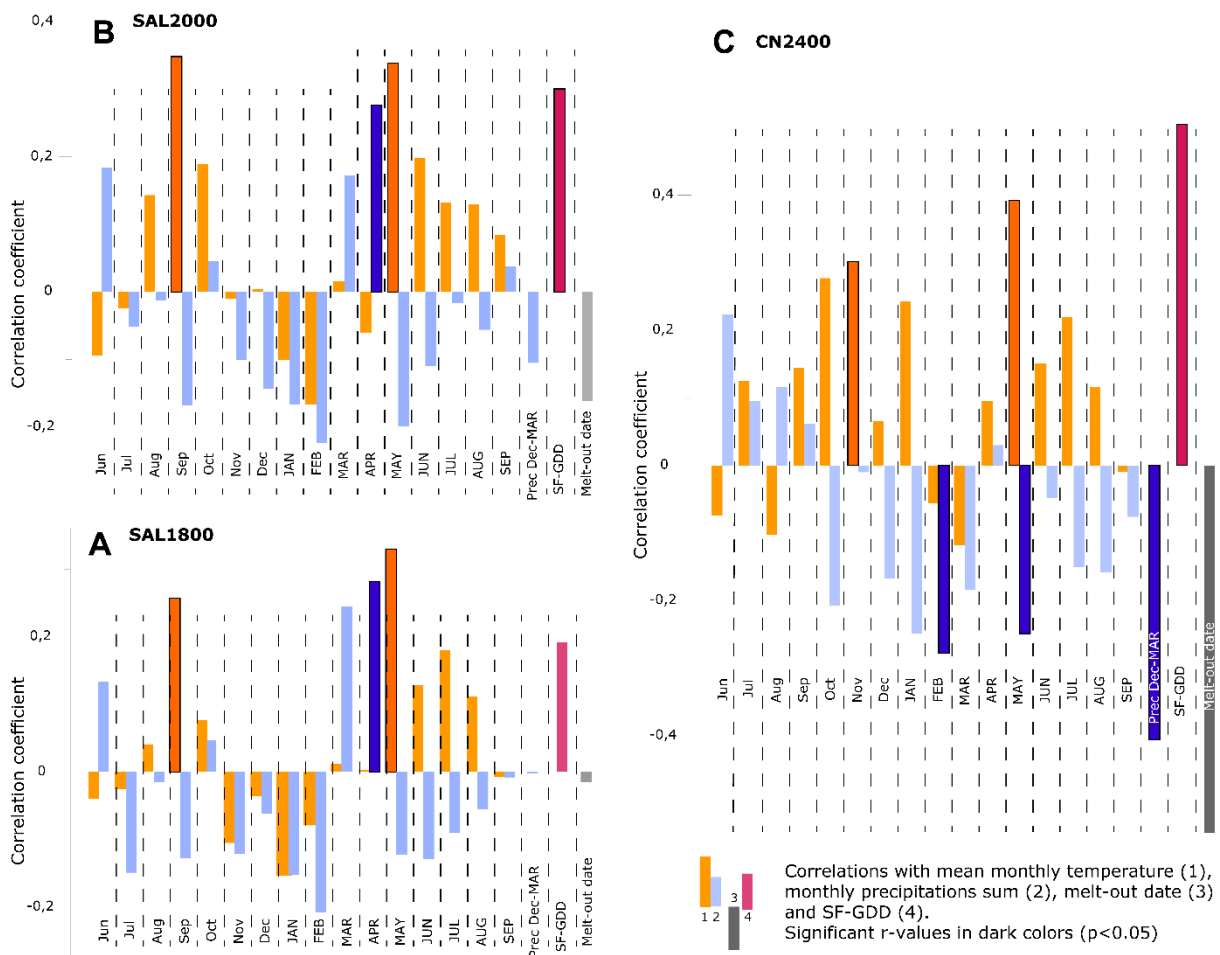 B SAL2000
0,4
0,2
0
-0,2
Correlation coefficient
Jun
Jul
Aug
Sep
Oct
Nov
Dec
JAN
FEB
MAR
APR
MAY
JUN
JUL
AUG
SEP
Prec Dec-MAR
SF-GDD
Melt-out date
A SAL1800
0,2
0
-0,2
Correlation coefficient
Jun
Jul
Aug
Sep
Oct
Nov
Dec
JAN
FEB
MAR
APR
MAY
JUN
JUL
AUG
SEP
Prec Dec-MAR
SF-GDD
Melt-out date
C CN2400
0,4
0,2
0
-0,2
-0,4
Correlation coefficient
Jun
Jul
Aug
Sep
Oct
Nov
Dec
JAN
FEB
MAR
APR
MAY
JUN
JUL
AUG
SEP
Prec Dec-MAR
SF-GDD
Melt-out date
1 2 3 4
Correlations with mean monthly temperature (1),
monthly precipitations sum (2), melt-out date (3)
and SF-GDD (4).
Significant r-values in dark colors (p<0.05)